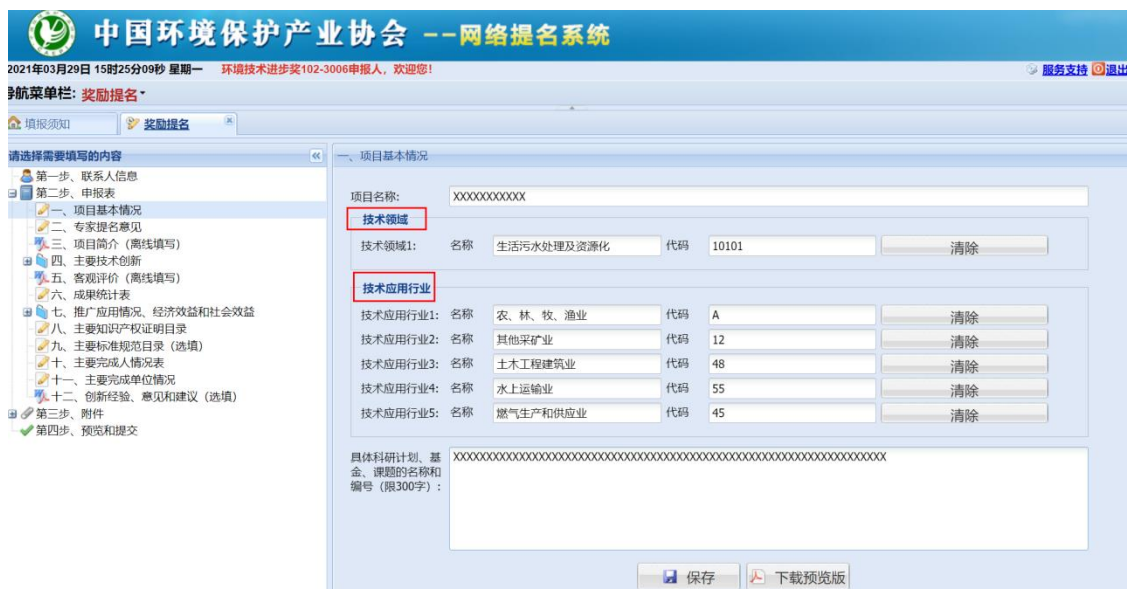 中国环境保护产业协会 --网络提名系统
2021年03月29日 15时25分09秒 星期一 环境技术进步奖102-3006申报人，欢迎您！
服务支持 退出
导航菜单栏: 奖励提名
填报须知 奖励提名
请选择需要填写的内容
第一步、联系人信息
第二步、申报表
一、项目基本情况
二、专家提名意见
三、项目简介（离线填写）
四、主要技术创新
五、客观评价（离线填写）
六、成果统计表
七、推广应用情况、经济效益和社会效益
八、主要知识产权证明目录
九、主要标准规范目录（选填）
十、主要完成人情况表
十一、主要完成单位情况
十二、创新经验、意见和建议（选填）
第三步、附件
第四步、预览和提交
一、项目基本情况
项目名称: XXXXXXXXXXX
技术领域
技术领域1: 名称 生活污水处理及资源化 代码 10101 清除
技术应用行业
技术应用行业1: 名称 农、林、牧、渔业 代码 A 清除
技术应用行业2: 名称 其他采矿业 代码 12 清除
技术应用行业3: 名称 土木工程建筑业 代码 48 清除
技术应用行业4: 名称 水上运输业 代码 55 清除
技术应用行业5: 名称 燃气生产和供应业 代码 45 清除
具体科研计划、基 XXXXXXXXXXXXXXXXXXXXXXXXXXXXXXXXXXXXXXXXXXXXXXXXXXXXXXXXXXXXXXXXX
金、课题的名称和
编号（限300字）:
保存 下载预览版